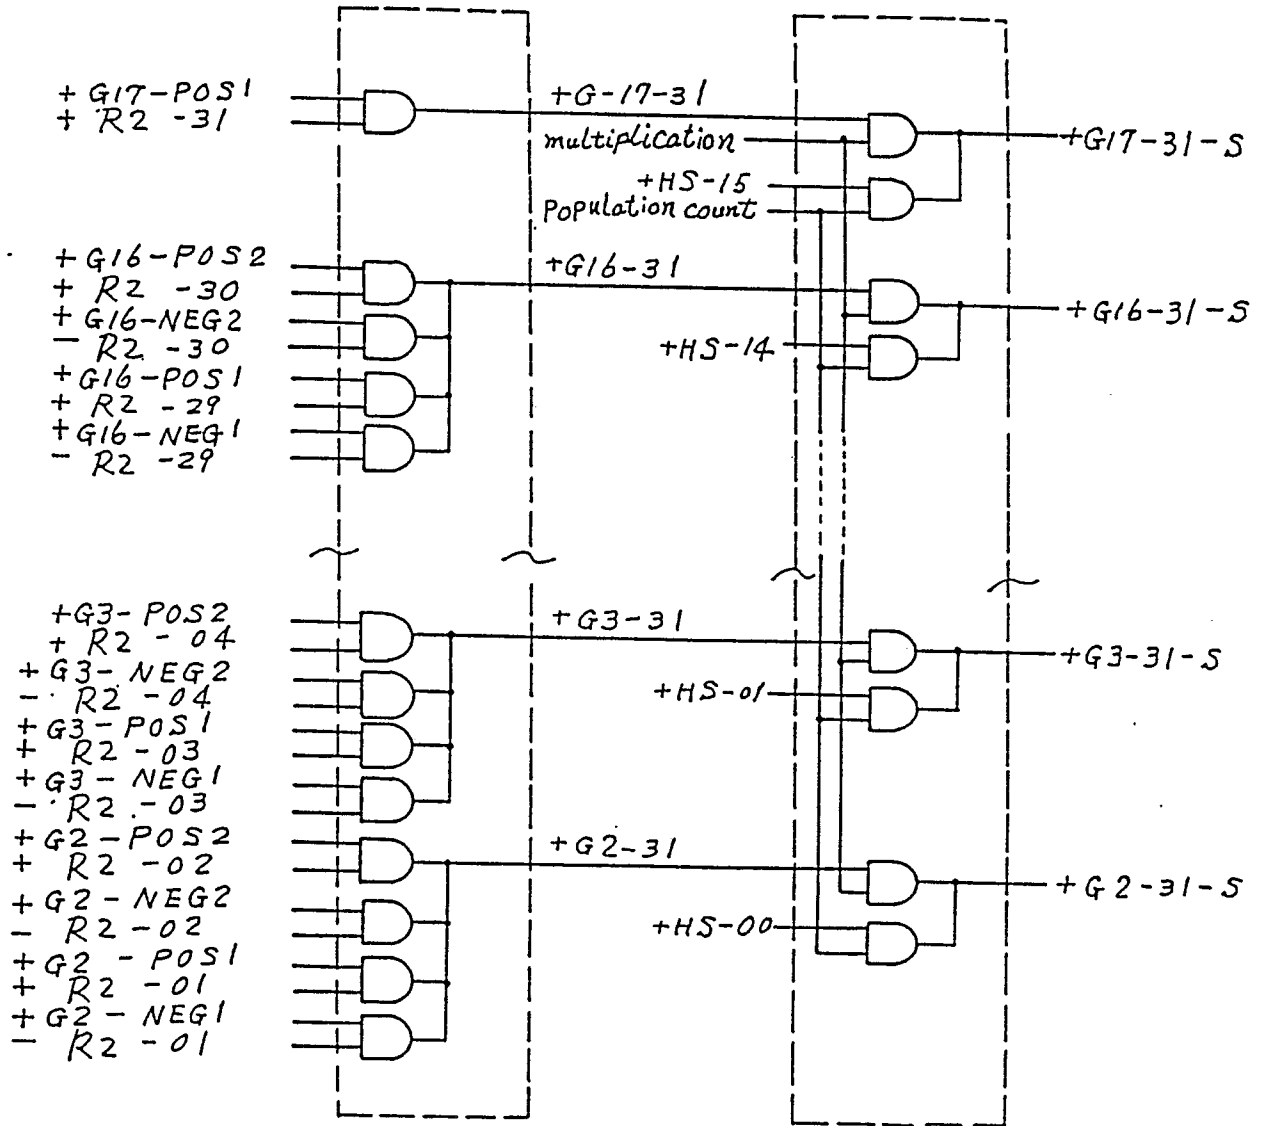 + G17-POS1
+ R2 -31
+G-17-31
multiplication
+HS-15
Population count
+G17-31-S
+ G16-POS2
+ R2 -30
+ G16-NEG2
- R2 -30
+ G16-POS1
+ R2 -29
+ G16-NEG1
- R2 -29
+G16-31
+HS-14
+G16-31-S
+G3-POS2
+ R2 -04
+ G3-NEG2
- R2 -04
+ G3-POS1
+ R2 -03
+ G3-NEG1
- R2 -03
+G3-31
+HS-01
+G3-31-S
+ G2-POS2
+ R2 -02
+ G2-NEG2
- R2 -02
+ G2-POS1
+ R2 -01
+ G2-NEG1
- R2 -01
+G2-31
+HS-00
+G2-31-S